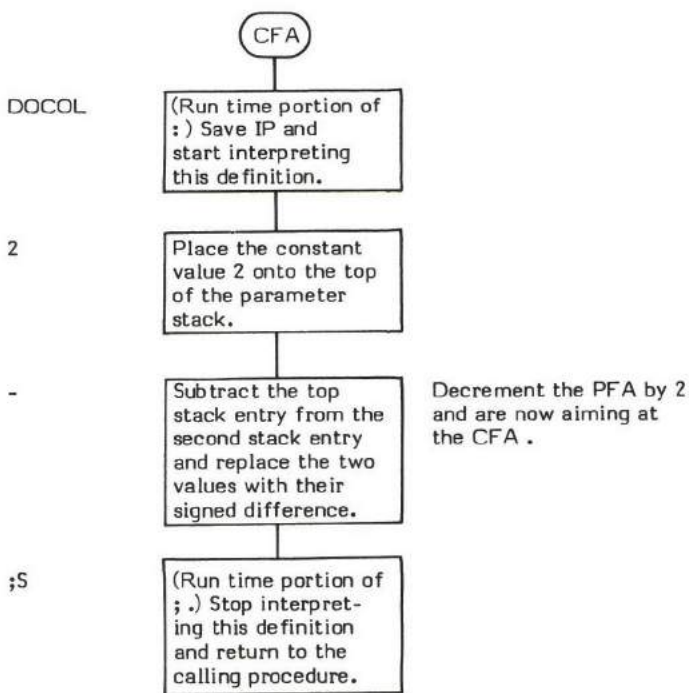 CFA
DOCOL
(Run time portion of
: ) Save IP and
start interpreting
this definition.
2
Place the constant
value 2 onto the top
of the parameter
stack.
-
Subtract the top
stack entry from the
second stack entry
and replace the two
values with their
signed difference.
Decrement the PFA by 2
and are now aiming at
the CFA .
;S
(Run time portion of
; .) Stop interpret-
ing this definition
and return to the
calling procedure.